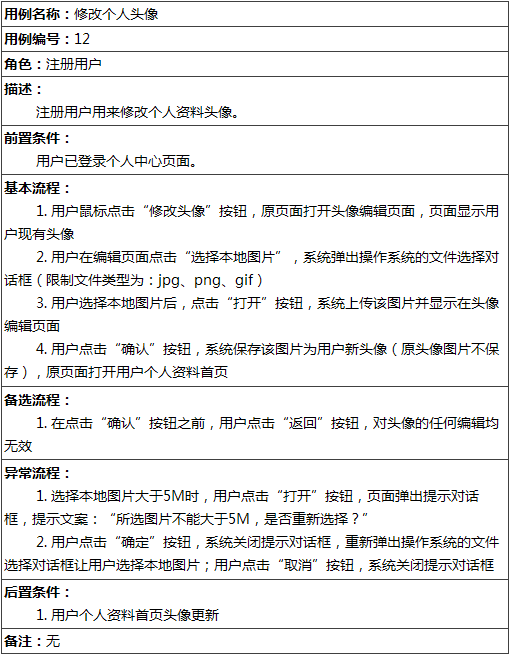 用例名称：修改个人头像
用例编号：12
角色：注册用户
描述：
注册用户用来修改个人资料头像。
前置条件：
用户已登录个人中心页面。
基本流程：
1. 用户鼠标点击“修改头像”按钮，原页面打开头像编辑页面，页面显示用
户现有头像
2. 用户在编辑页面点击“选择本地图片”，系统弹出操作系统的文件选择对
话框（限制文件类型为：jpg、png、gif）
3. 用户选择本地图片后，点击“打开”按钮，系统上传该图片并显示在头像
编辑页面
4. 用户点击“确认”按钮，系统保存该图片为用户新头像（原头像图片不保
存），原页面打开用户个人资料首页
备选流程：
1. 在点击“确认”按钮之前，用户点击“返回”按钮，对头像的任何编辑均
无效
异常流程：
1. 选择本地图片大于5M时，用户点击“打开”按钮，页面弹出提示对话
框，提示文案：“所选图片不能大于5M，是否重新选择？”
2. 用户点击“确定”按钮，系统关闭提示对话框，重新弹出操作系统的文件
选择对话框让用户选择本地图片；用户点击“取消”按钮，系统关闭提示对话框
后置条件：
1. 用户个人资料首页头像更新
备注：无